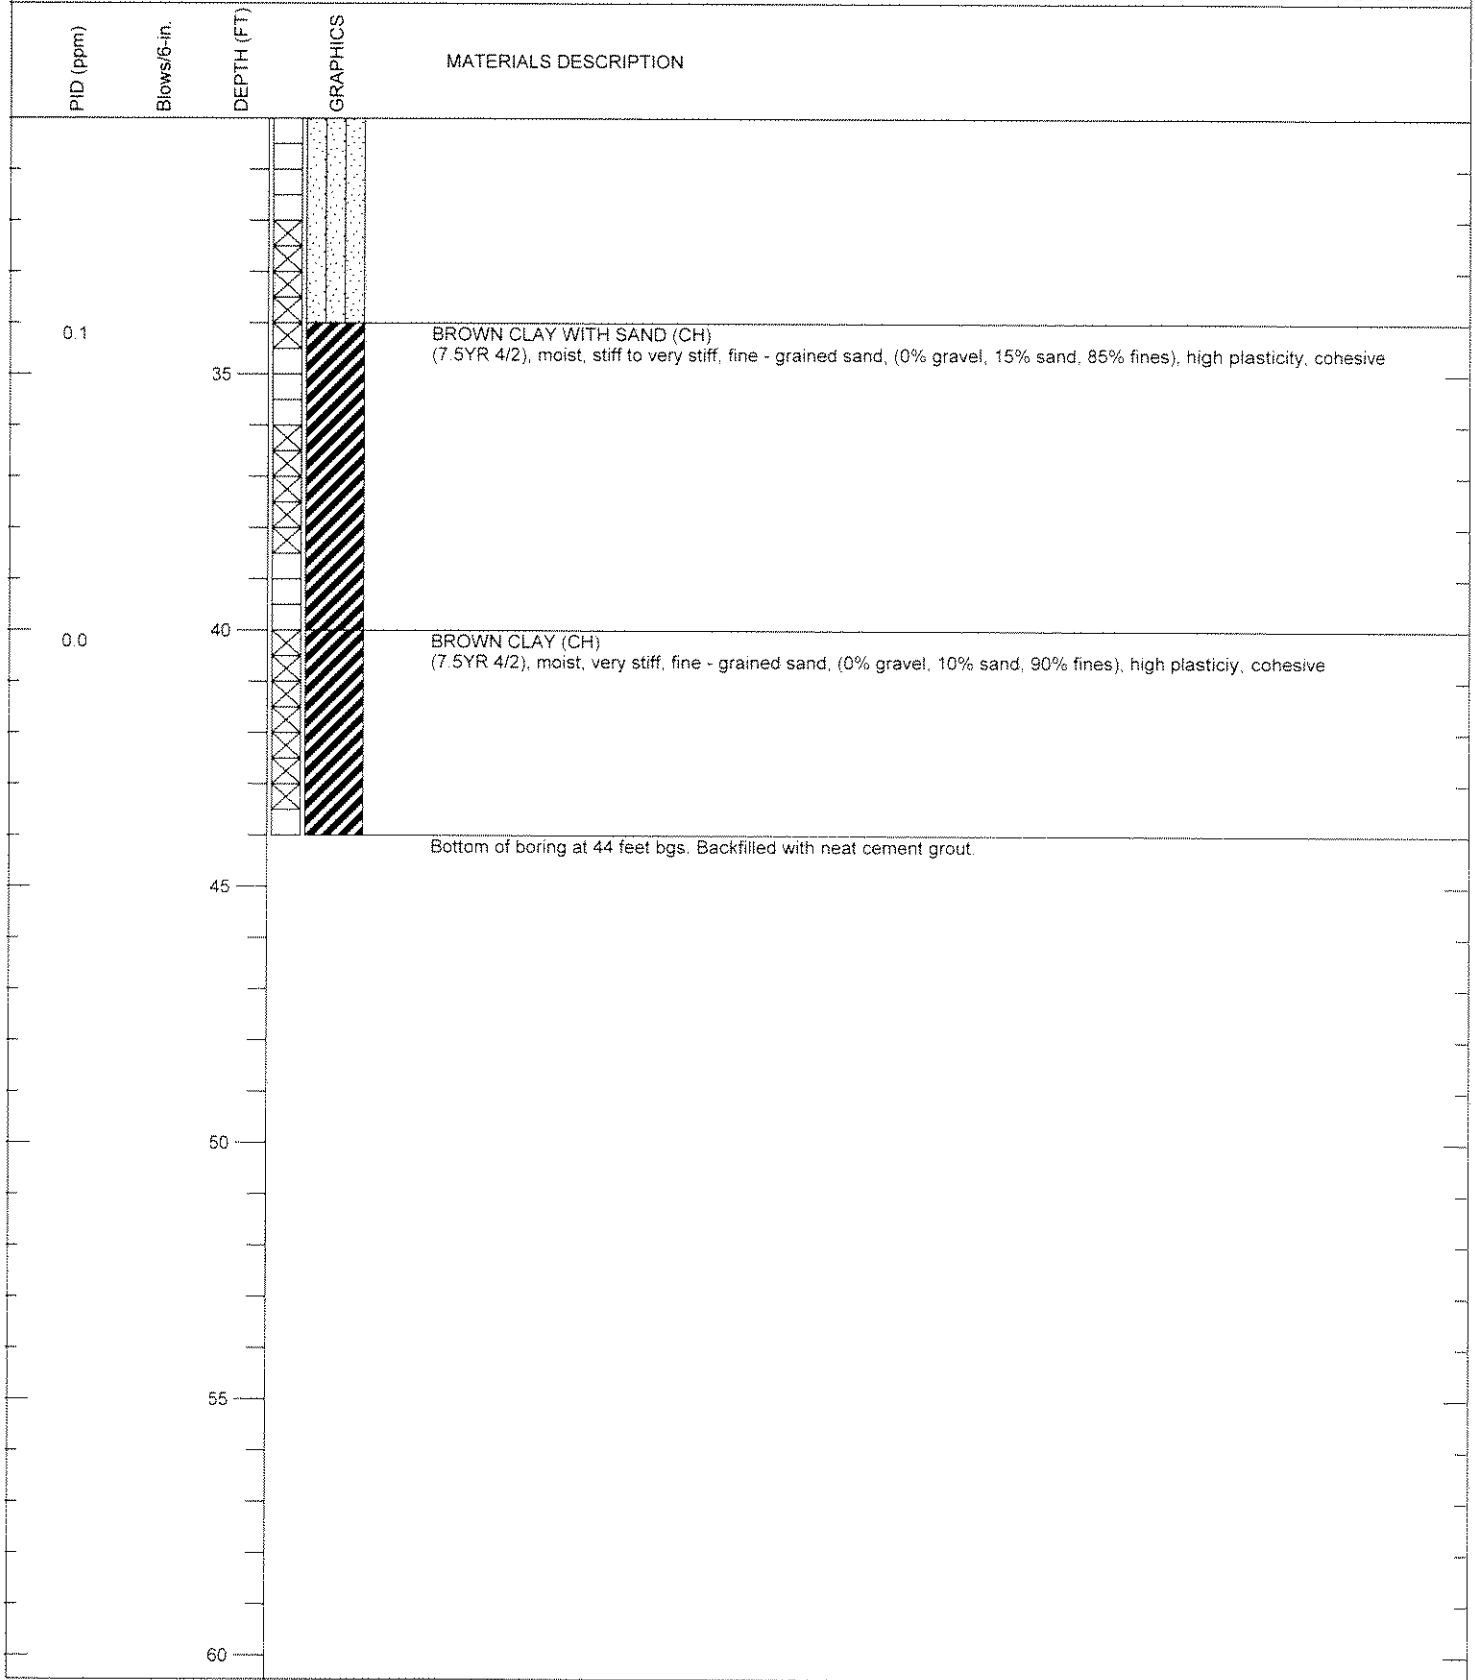 PID (ppm)
Blows/6-in.
DEPTH (FT)
GRAPHICS
MATERIALS DESCRIPTION
0.1
BROWN CLAY WITH SAND (CH)
(7.5YR 4/2), moist, stiff to very stiff, fine - grained sand, (0% gravel, 15% sand, 85% fines), high plasticity, cohesive
35
0.0
40
BROWN CLAY (CH)
(7.5YR 4/2), moist, very stiff, fine - grained sand, (0% gravel, 10% sand, 90% fines), high plasticiy, cohesive
Bottom of boring at 44 feet bgs. Backfilled with neat cement grout.
45
50
55
60